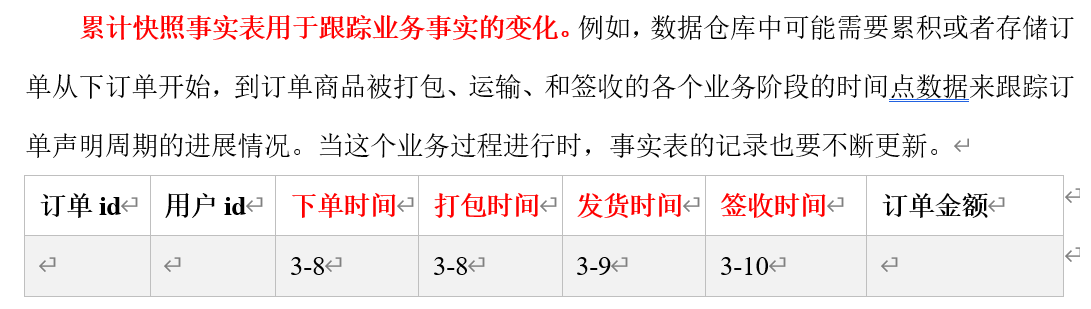 累计快照事实表用于跟踪业务事实的变化。例如，数据仓库中可能需要累积或者存储订
单从下订单开始，到订单商品被打包、运输、和签收的各个业务阶段的时间点数据来跟踪订
单声明周期的进展情况。当这个业务过程进行时，事实表的记录也要不断更新。
订单 id 用户 id 下单时间 打包时间 发货时间 签收时间 订单金额
3-8 3-8 3-9 3-10